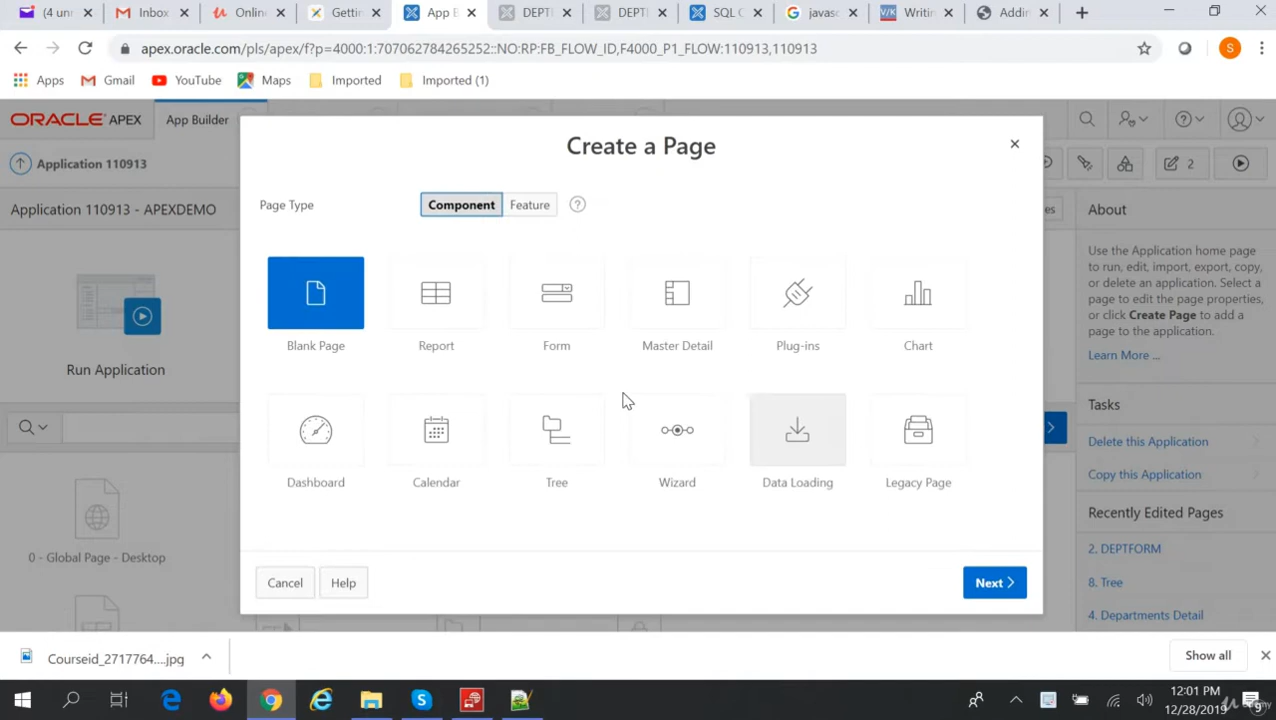 (4 un
Inbox
Online
Getti
App B
DEPT
DEPT
SQL C
javasc
Writin
Addin
apex.oracle.com/pls/apex/f?p=4000:1:707062784265252::NO:RP:FB_FLOW_ID,F4000_P1_FLOW:110913,110913
S
Apps
Gmail
YouTube
Maps
Imported
Imported (1)
ORACLE APEX
App Builder
Application 110913
2
Application 110913 - APEXDEMO
es
About
Use the Application home page
to run, edit, import, export, copy,
or delete an application. Select a
page to edit the page properties,
or click Create Page to add a
page to the application.
Learn More ...
Run Application
Tasks
Delete this Application
Copy this Application
Recently Edited Pages
2. DEPTFORM
8. Tree
4. Departments Detail
0 - Global Page - Desktop
Create a Page
Page Type
Component
Feature
Blank Page
Report
Form
Master Detail
Plug-ins
Chart
Dashboard
Calendar
Tree
Wizard
Data Loading
Legacy Page
Cancel
Help
Next
Courseid_2717764....jpg
Show all
12:01 PM
12/28/2019